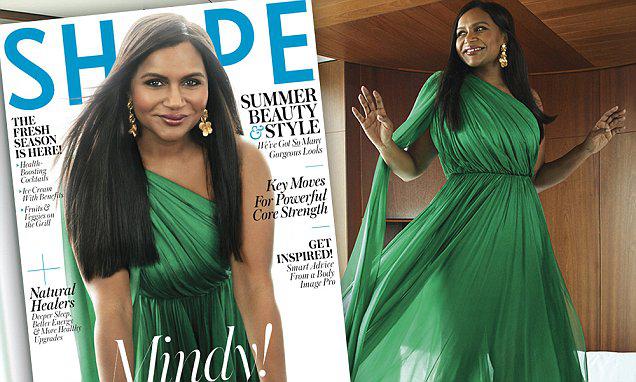 SHAPE
THE
FRESH
SEASON
IS HERE!
Health-
Boosting
Cocktails
Ice Cream
With Benefits
Fruits &
Veggies on
the Grill
+
Natural
Healers
Deeper Sleep,
Better Energy
& More Healthy
Upgrades
SUMMER
BEAUTY
& STYLE
We've Got So Many
Gorgeous Looks
Key Moves
For Powerful
Core Strength
GET
INSPIRED!
Smart Advice
From a Body
Image Pro
Mindy!